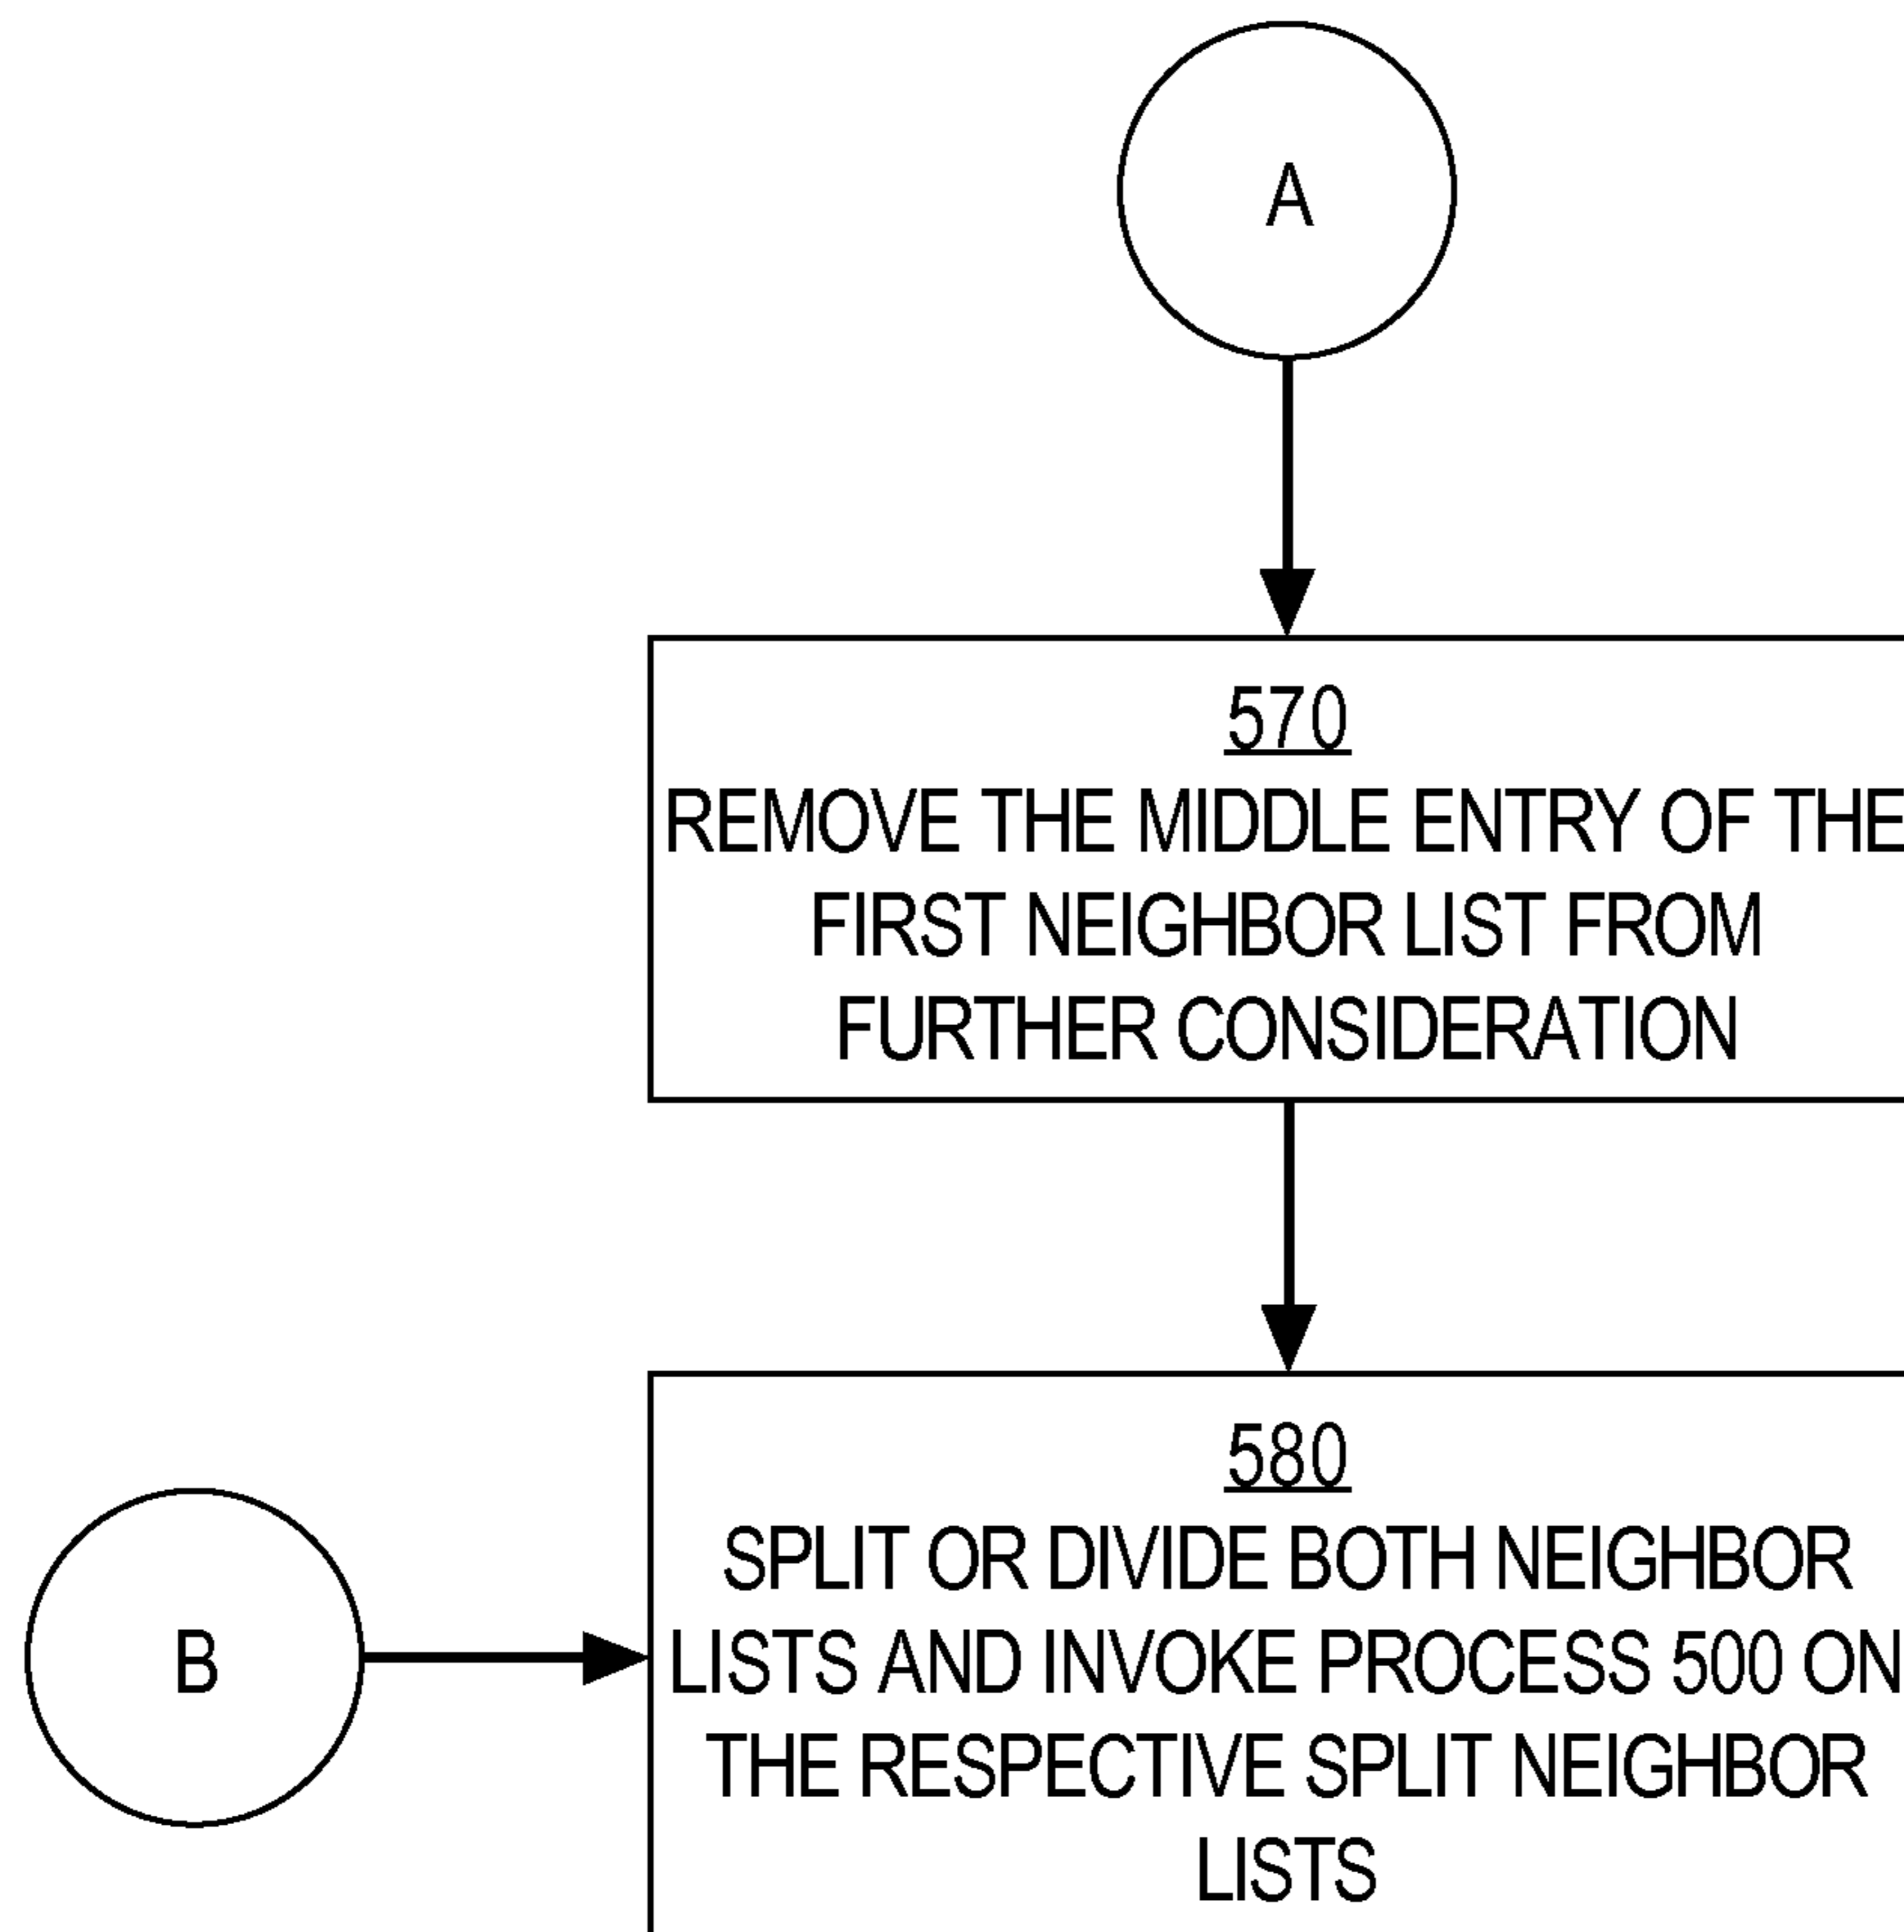 A
570
REMOVE THE MIDDLE ENTRY OF THE
FIRST NEIGHBOR LIST FROM
FURTHER CONSIDERATION
580
SPLIT OR DIVIDE BOTH NEIGHBOR
LISTS AND INVOKE PROCESS 500 ON
THE RESPECTIVE SPLIT NEIGHBOR
LISTS
B